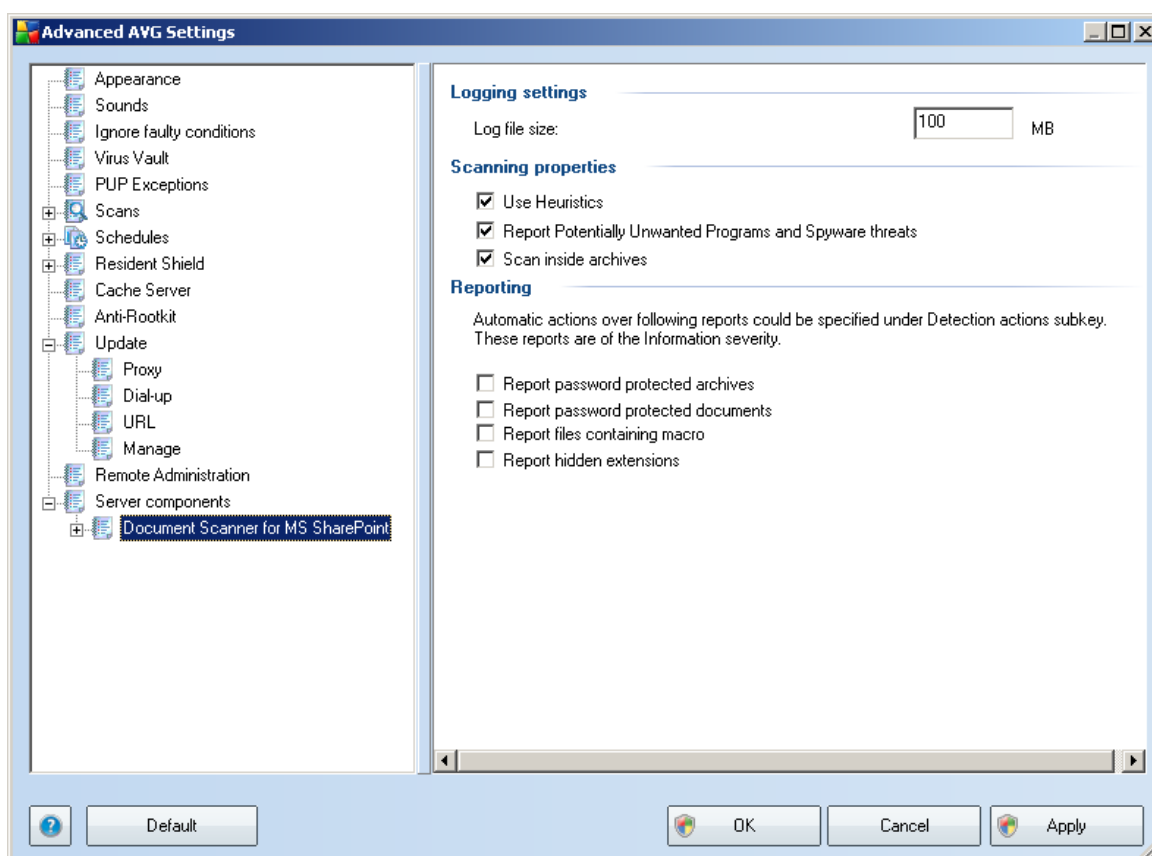 Advanced AVG Settings
Appearance
Sounds
Ignore faulty conditions
Virus Vault
PUP Exceptions
Scans
Schedules
Resident Shield
Cache Server
Anti-Rootkit
Update
Proxy
Dial-up
URL
Manage
Remote Administration
Server components
Document Scanner for MS SharePoint
Logging settings
Log file size:
100
MB
Scanning properties
Use Heuristics
Report Potentially Unwanted Programs and Spyware threats
Scan inside archives
Reporting
Automatic actions over following reports could be specified under Detection actions subkey.
These reports are of the Information severity.
Report password protected archives
Report password protected documents
Report files containing macro
Report hidden extensions
Default
OK
Cancel
Apply